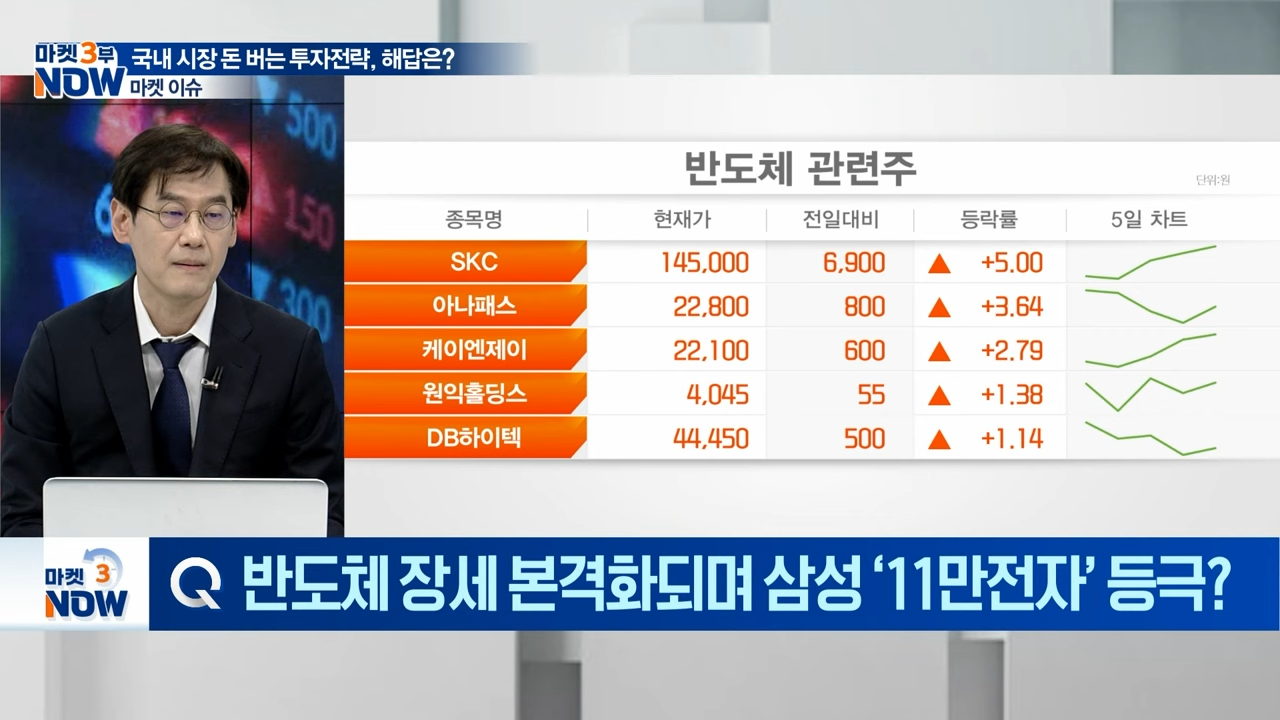 마켓 3부
NOW
국내 시장 돈 버는 투자전략, 해답은?
마켓 이슈
500
6
150
300
반도체 관련주
단위:원
종목명 현재가 전일대비 등락률 5일 차트
SKC 145,000 6,900 ▲ +5.00
아나패스 22,800 800 ▲ +3.64
케이엔제이 22,100 600 ▲ +2.79
원익홀딩스 4,045 55 ▲ +1.38
DB하이텍 44,450 500 ▲ +1.14
마켓 3
NOW
Q 반도체 장세 본격화되며 삼성 ‘11만전자’ 등극?